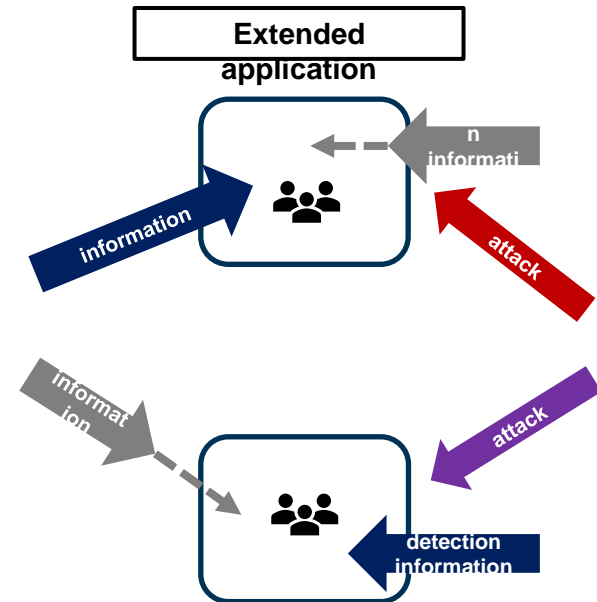 Extended
application
n
informati
information
attack
informat
ion
attack
detection
information